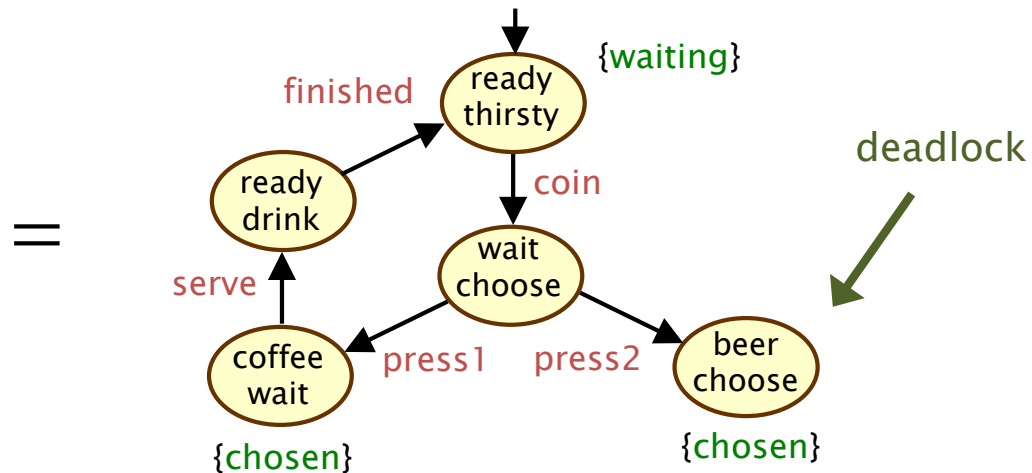 =
ready
thirsty
{waiting}
finished
deadlock
ready
drink
coin
wait
choose
serve
coffee
wait
press1
press2
beer
choose
{chosen}
{chosen}